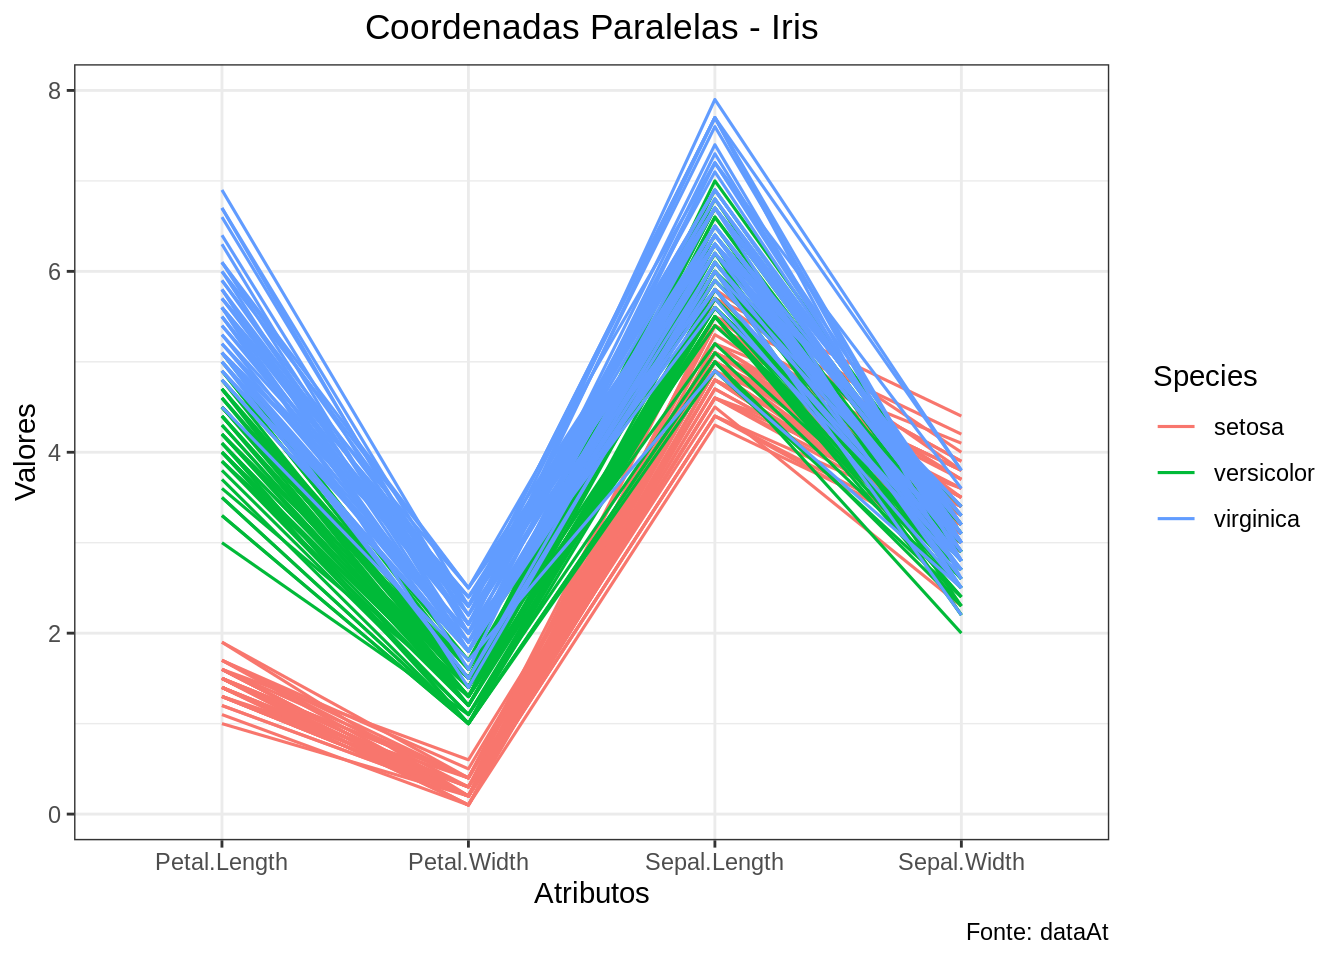 Coordenadas Paralelas - Iris
Valores
8
6
4
2
0
Petal.Length
Petal.Width
Sepal.Length
Sepal.Width
Atributos
Species
setosa
versicolor
virginica
Fonte: dataAt